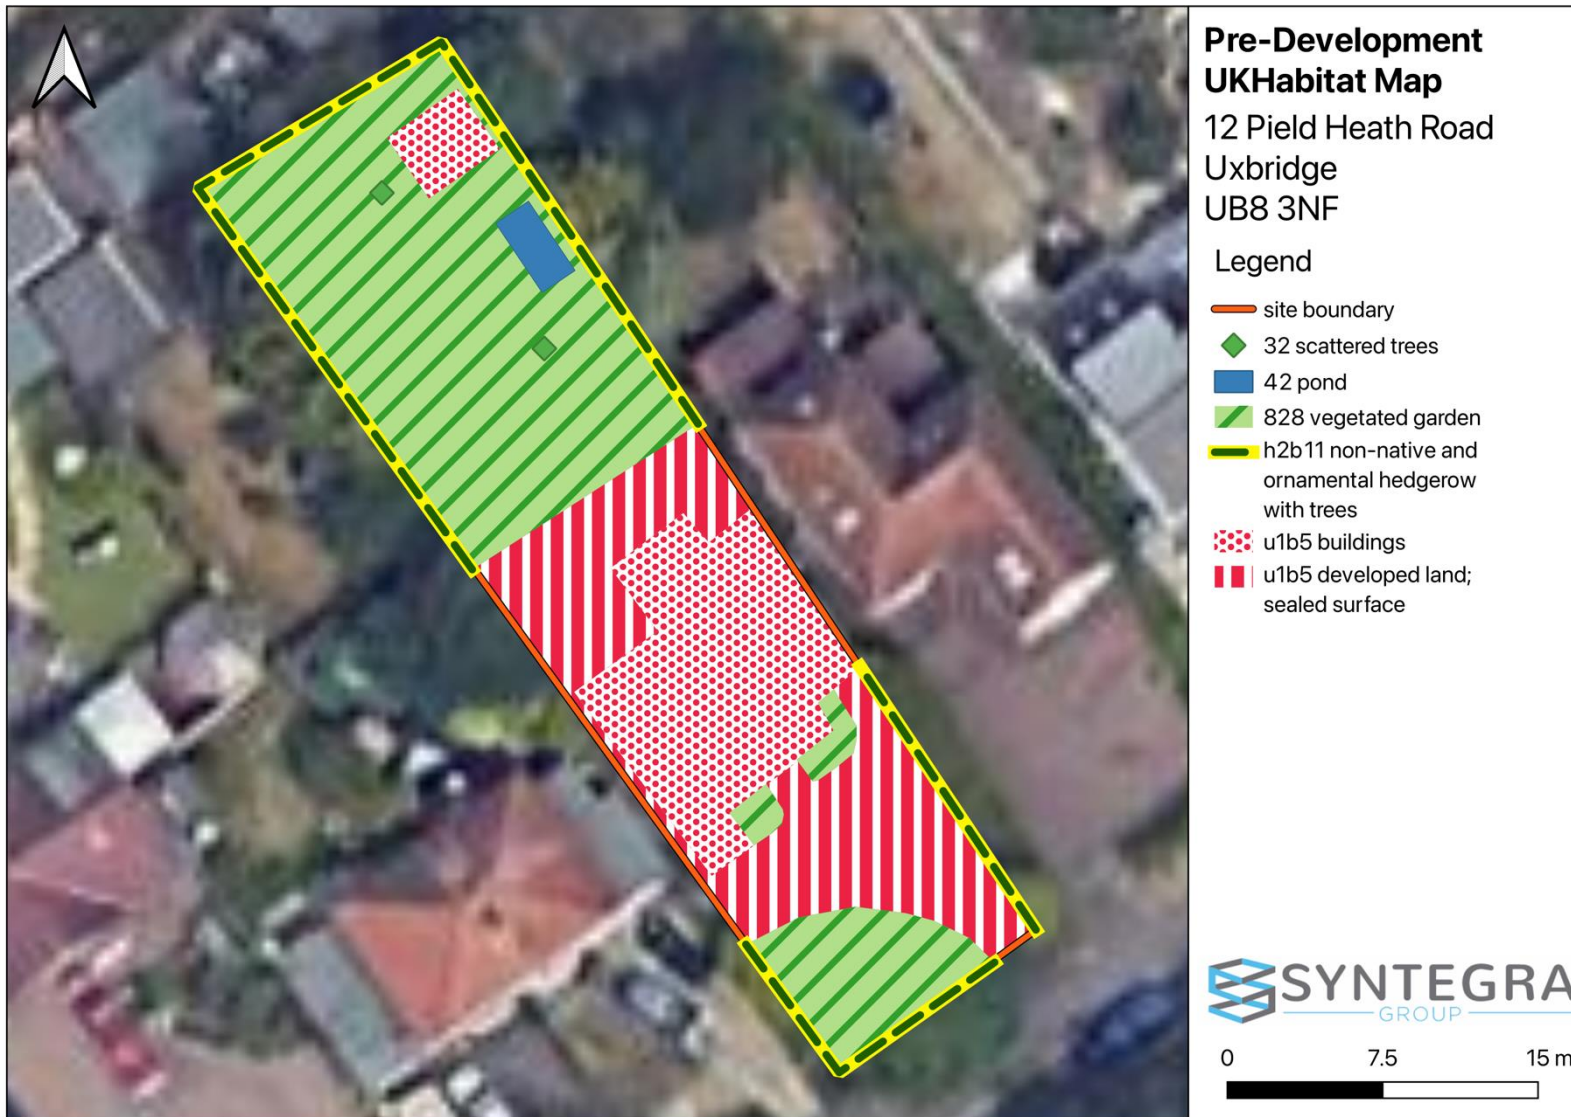 Pre-Development
UKHabitat Map
12 Pield Heath Road
Uxbridge
UB8 3NF
Legend
site boundary
32 scattered trees
42 pond
828 vegetated garden
h2b11 non-native and
ornamental hedgerow
with trees
u1b5 buildings
u1b5 developed land;
sealed surface
SYNTEGRA
GROUP
0 7.5 15 m